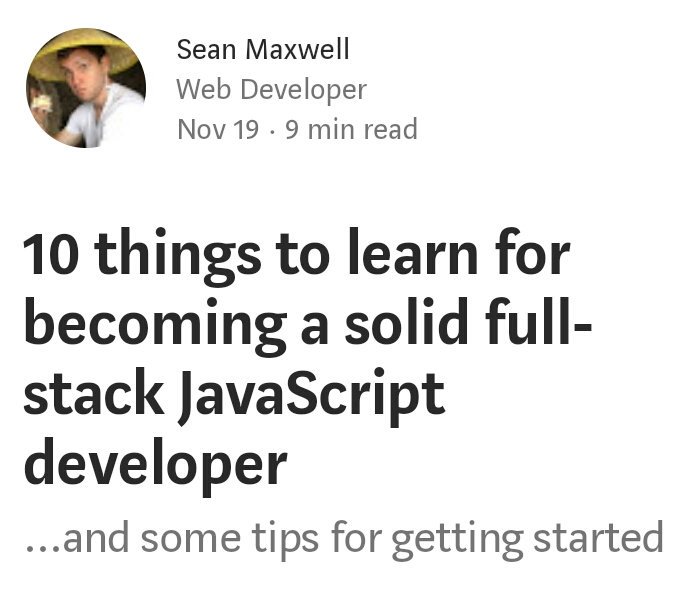 Sean Maxwell
Web Developer
Nov 19 · 9 min read
10 things to learn for
becoming a solid full-
stack JavaScript
developer
...and some tips for getting started